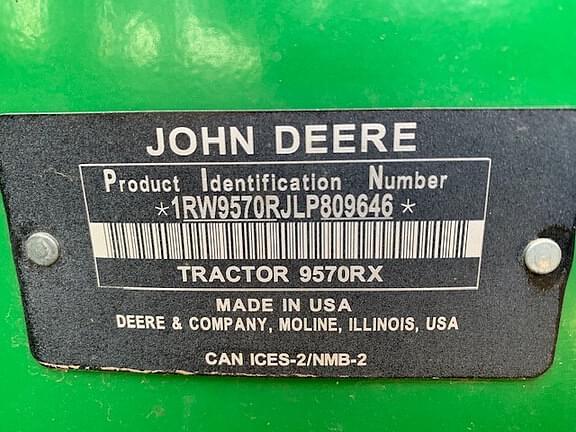 JOHN DEERE
Product Identification Number
*1RW9570RJLP809646*
TRACTOR 9570RX
MADE IN USA
DEERE & COMPANY, MOLINE, ILLINOIS, USA
CAN ICES-2/NMB-2